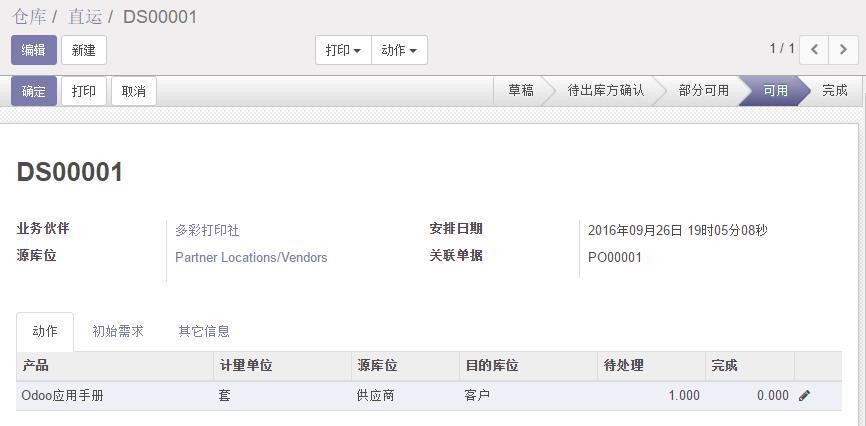 仓库 / 直运 / DS00001
编辑 新建 打印 动作 1 / 1
确定 打印 取消 草稿 待出库方确认 部分可用 可用 完成
DS00001
业务伙伴 多彩打印社 安排日期 2016年09月26日 19时05分08秒
源库位 Partner Locations/Vendors 关联单据 PO00001
动作 初始需求 其它信息
产品 计量单位 源库位 目的库位 待处理 完成
Odoo应用手册 套 供应商 客户 1.000 0.000